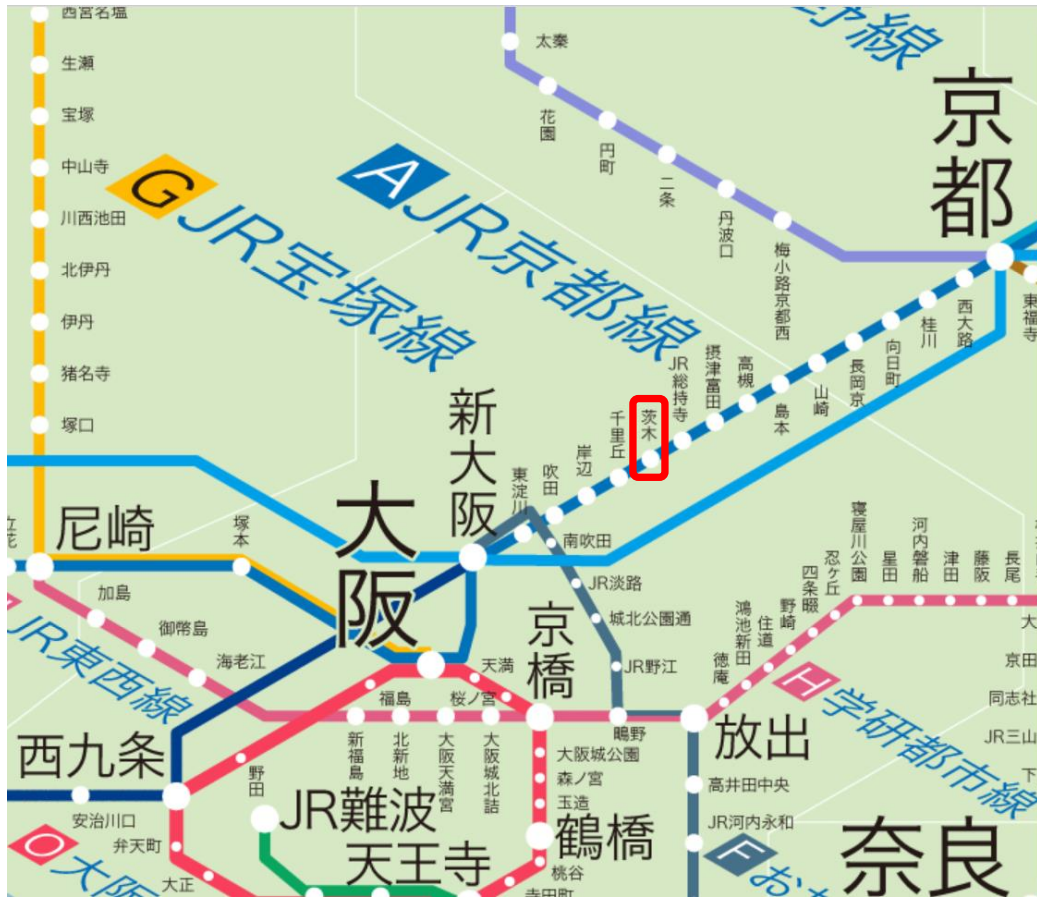 西宮名塩
生瀬
宝塚
中山寺
川西池田
北伊丹
伊丹
猪名寺
塚口
G JR宝塚線
A JR京都線
野線
太秦
花園
円町
二条
丹波口
梅小路京都西
京都
東福寺
西大路
桂川
向日町
長岡京
山崎
島本
高槻
摂津富田
JR総持寺
茨木
千里丘
岸辺
吹田
東淀川
新大阪
大阪
尼崎
立花
塚本
加島
御幣島
海老江
JR東西線
南吹田
JR淡路
城北公園通
JR野江
鴫野
放出
高井田中央
JR河内永和
京橋
天満
桜ノ宮
福島
新福島
北新地
大阪天満宮
大阪城北詰
大阪城公園
森ノ宮
玉造
鶴橋
桃谷
寺田町
天王寺
JR難波
野田
西九条
安治川口
弁天町
大正
O 大阪
徳庵
鴻池新田
住道
野崎
四条畷
忍ケ丘
寝屋川公園
星田
河内磐船
津田
藤阪
長尾
H 学研都市線
京田
同志社
JR三山
下
F おお
奈良